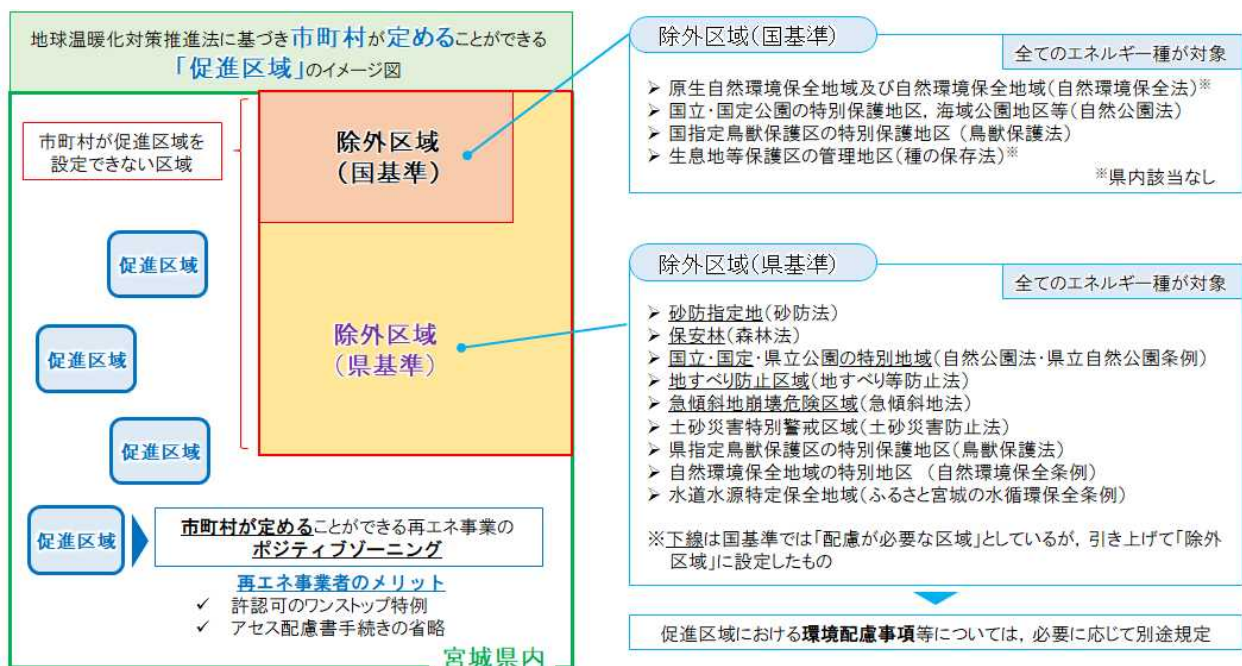 地球温暖化対策推進法に基づき市町村が定めることができる
「促進区域」のイメージ図
市町村が促進区域を
設定できない区域
除外区域
(国基準)
除外区域
(県基準)
促進区域
促進区域
促進区域
促進区域
市町村が定めることができる再エネ事業の
ポジティブゾーニング
再エネ事業者のメリット
✓ 許認可のワンストップ特例
✓ アセス配慮書手続きの省略
宮城県内
除外区域(国基準)
全てのエネルギー種が対象
➢ 原生自然環境保全地域及び自然環境保全地域(自然環境保全法)※
➢ 国立・国定公園の特別保護地区, 海域公園地区等(自然公園法)
➢ 国指定鳥獣保護区の特別保護地区 (鳥獣保護法)
➢ 生息地等保護区の管理地区(種の保存法)※
※県内該当なし
除外区域(県基準)
全てのエネルギー種が対象
➢ 砂防指定地(砂防法)
➢ 保安林(森林法)
➢ 国立・国定・県立公園の特別地域(自然公園法・県立自然公園条例)
➢ 地すべり防止区域(地すべり等防止法)
➢ 急傾斜地崩壊危険区域(急傾斜地法)
➢ 土砂災害特別警戒区域(土砂災害防止法)
➢ 県指定鳥獣保護区の特別保護地区(鳥獣保護法)
➢ 自然環境保全地域の特別地区 (自然環境保全条例)
➢ 水道水源特定保全地域(ふるさと宮城の水循環保全条例)
※下線は国基準では「配慮が必要な区域」としているが, 引き上げて「除外
区域」に設定したもの
促進区域における環境配慮事項等については, 必要に応じて別途規定